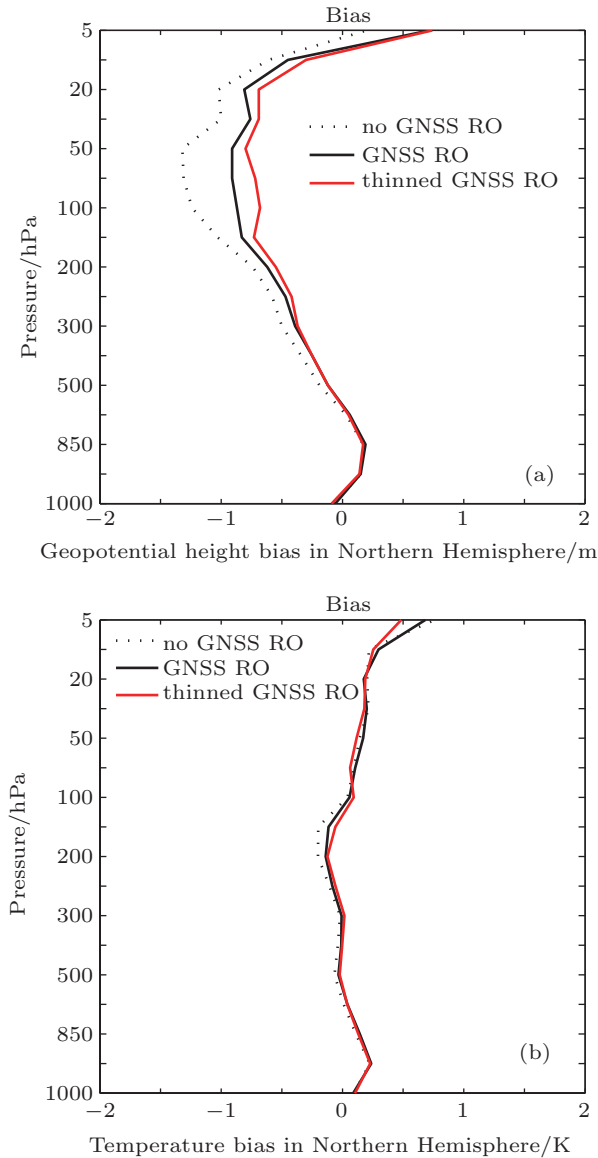 Bias
5
20
50
100
200
300
500
850
1000
Pressure/hPa
no GNSS RO
GNSS RO
thinned GNSS RO
(a)
−2 −1 0 1 2
Geopotential height bias in Northern Hemisphere/m
Bias
5
20
50
100
200
300
500
850
1000
Pressure/hPa
no GNSS RO
GNSS RO
thinned GNSS RO
(b)
−2 −1 0 1 2
Temperature bias in Northern Hemisphere/K